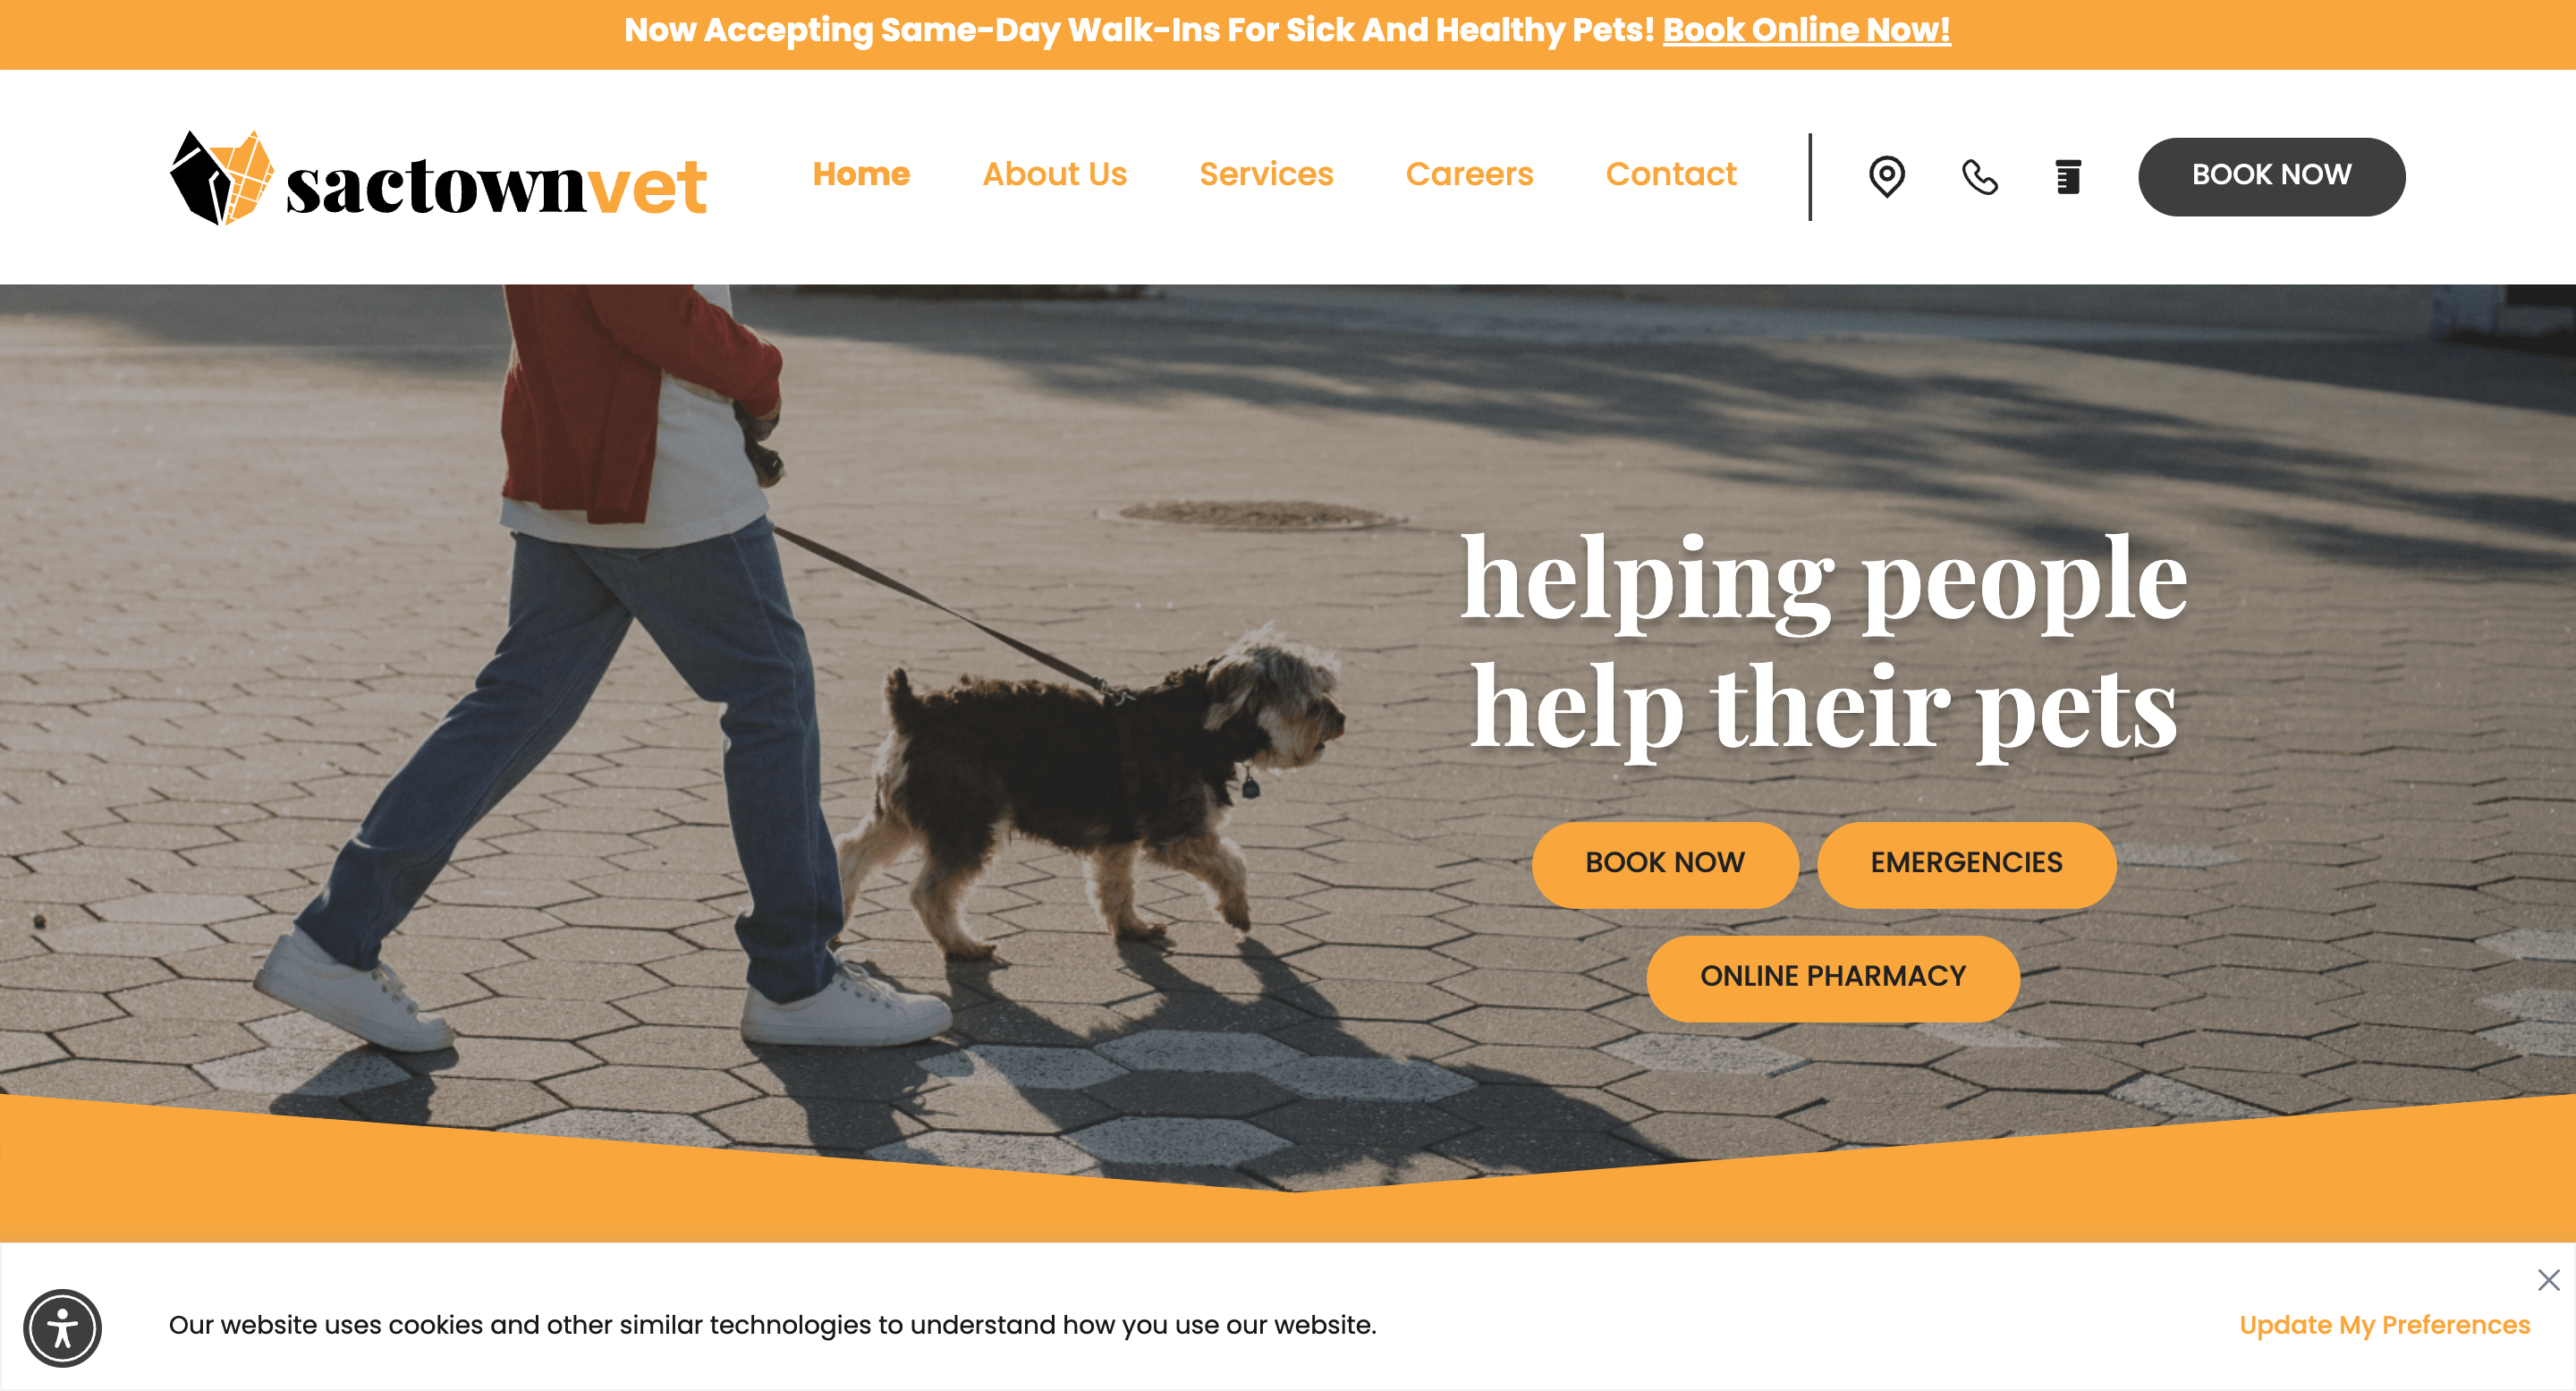 Now Accepting Same-Day Walk-Ins For Sick And Healthy Pets! Book Online Now!
sactownvet
Home
About Us
Services
Careers
Contact
BOOK NOW
helping people
help their pets
BOOK NOW
EMERGENCIES
ONLINE PHARMACY
Our website uses cookies and other similar technologies to understand how you use our website.
Update My Preferences